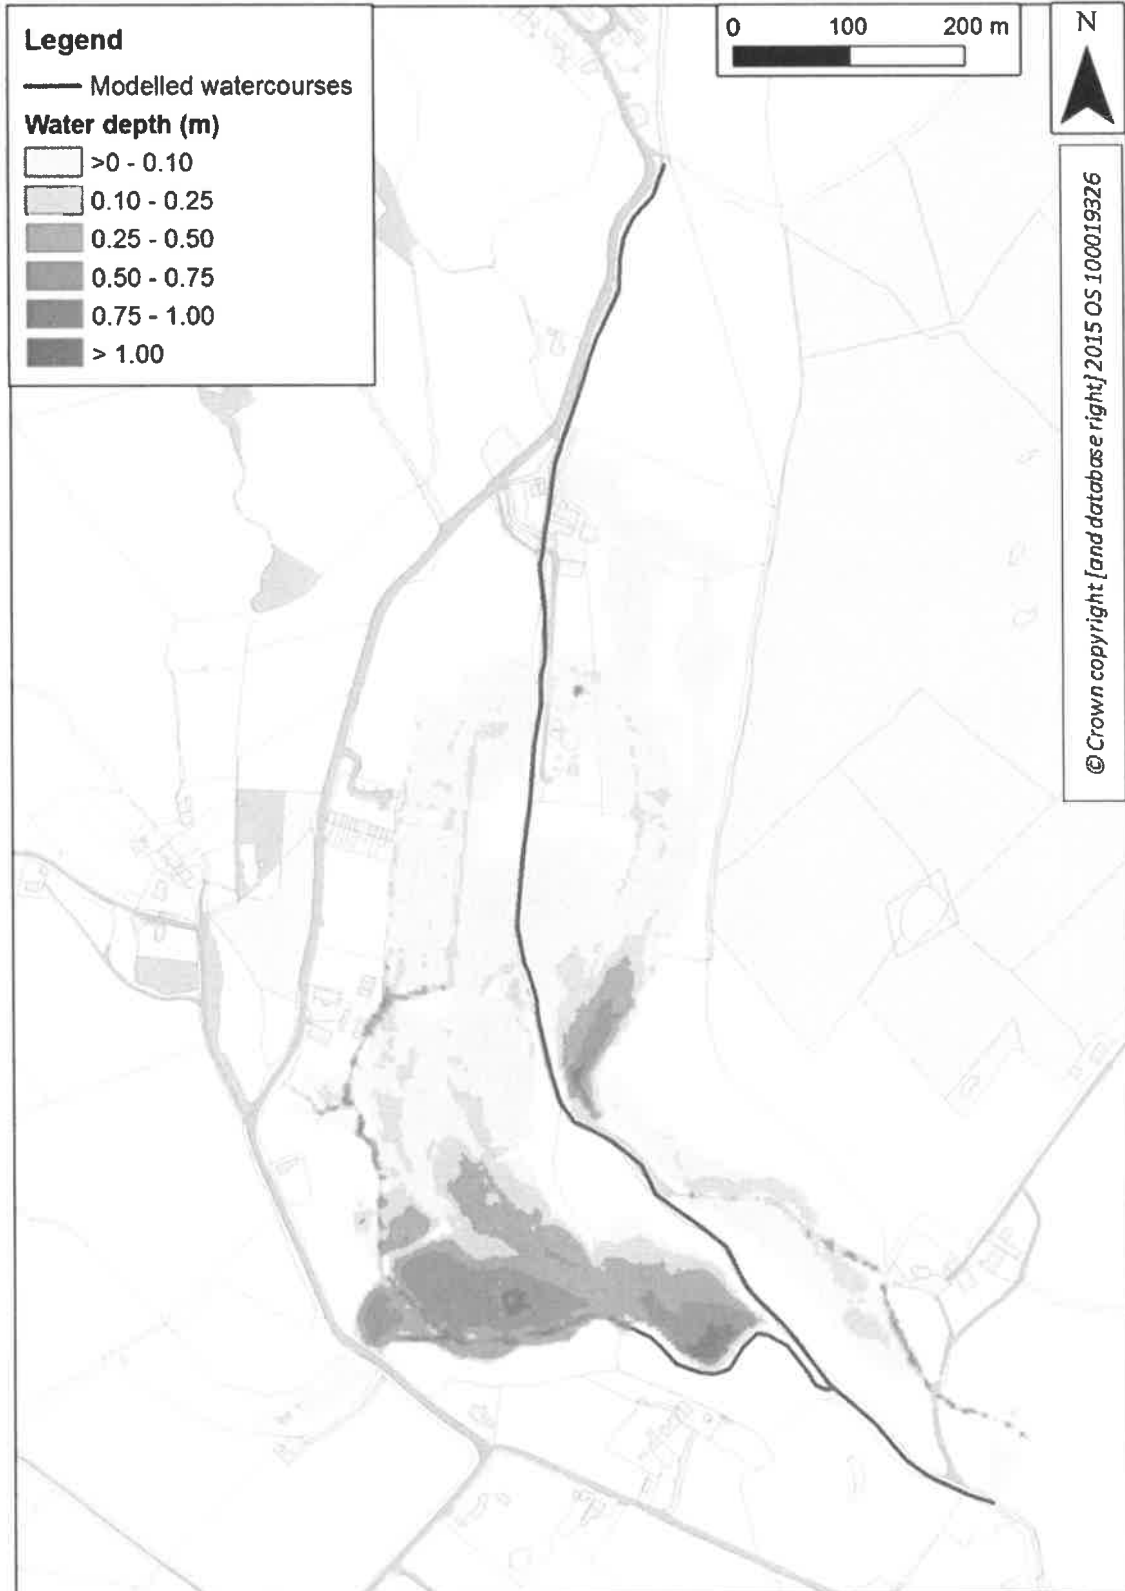 Legend
Modelled watercourses
Water depth (m)
>0 - 0.10
0.10 - 0.25
0.25 - 0.50
0.50 - 0.75
0.75 - 1.00
> 1.00
0 100 200 m
N
© Crown copyright [and database right] 2015 OS 100019326